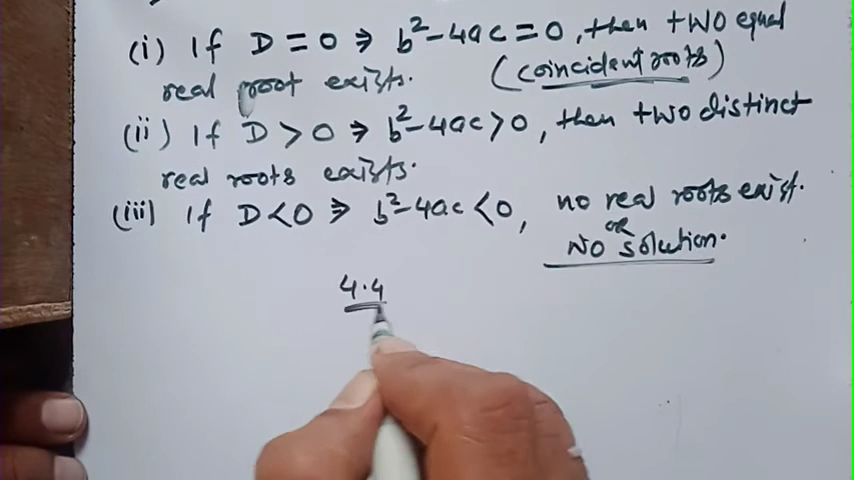 (i) If D = 0 ⇒ b²-4ac = 0, then two equal
real root exists. (coincident roots)
(ii) If D > 0 ⇒ b²-4ac > 0, then two distinct
real roots exists.
(iii) If D < 0 ⇒ b²-4ac < 0, no real roots exist.
or
No solution.
4.4